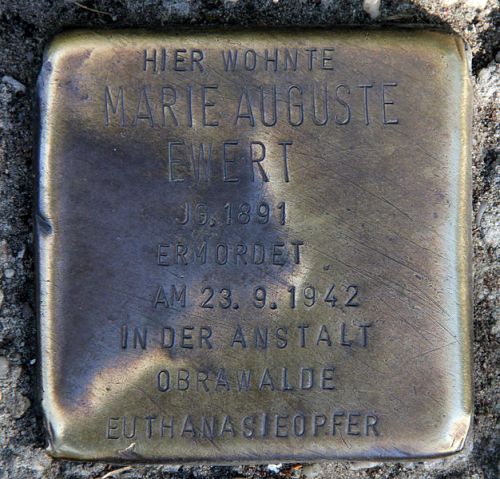 HIER WOHNTE
MARIE AUGUSTE
EWERT
JG. 1891
ERMORDET
AM 23. 9. 1942
IN DER ANSTALT
OBRAWALDE
EUTHANASIEOPFER